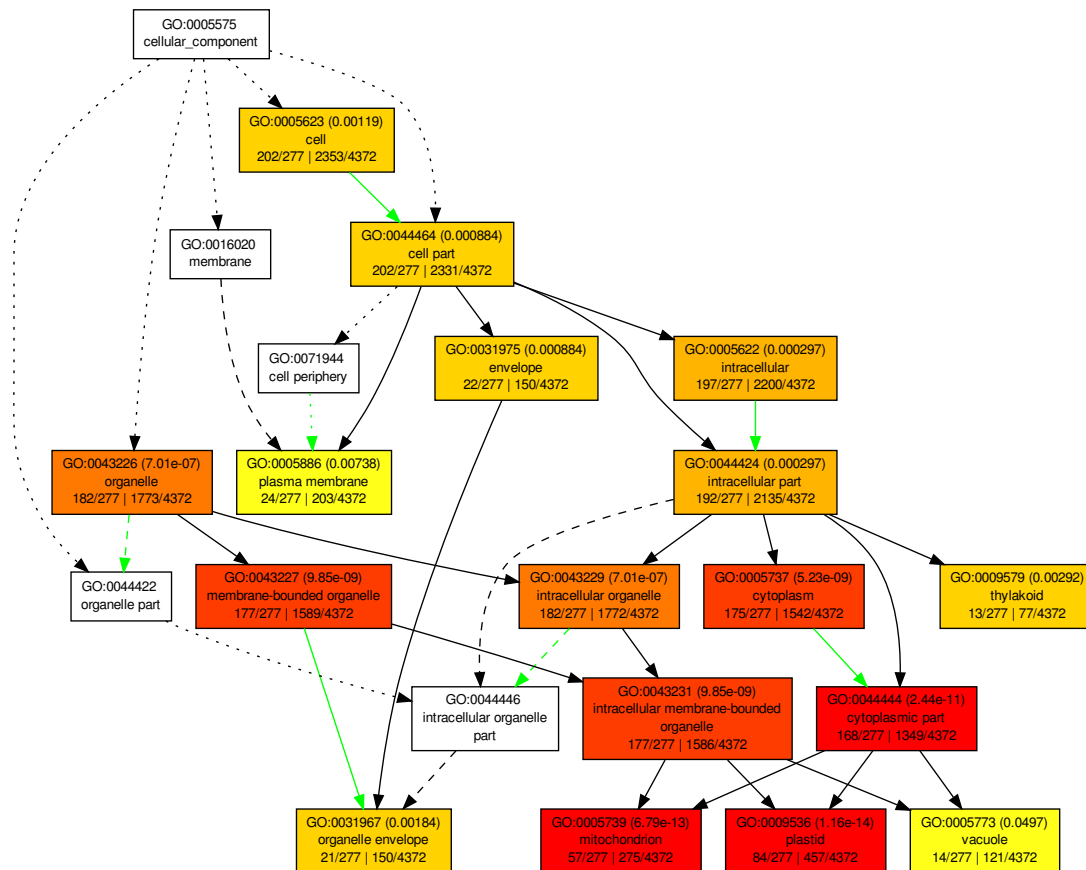 GO:0005575
cellular_component
GO:0005623 (0.00119)
cell
202/277 | 2353/4372
GO:0016020
membrane
GO:0044464 (0.000884)
cell part
202/277 | 2331/4372
GO:0071944
cell periphery
GO:0031975 (0.000884)
envelope
22/277 | 150/4372
GO:0005622 (0.000297)
intracellular
197/277 | 2200/4372
GO:0043226 (7.01e-07)
organelle
182/277 | 1773/4372
GO:0005886 (0.00738)
plasma membrane
24/277 | 203/4372
GO:0044424 (0.000297)
intracellular part
192/277 | 2135/4372
GO:0044422
organelle part
GO:0043227 (9.85e-09)
membrane-bounded organelle
177/277 | 1589/4372
GO:0043229 (7.01e-07)
intracellular organelle
182/277 | 1772/4372
GO:0005737 (5.23e-09)
cytoplasm
175/277 | 1542/4372
GO:0009579 (0.00292)
thylakoid
13/277 | 77/4372
GO:0044446
intracellular organelle
part
GO:0043231 (9.85e-09)
intracellular membrane-bounded
organelle
177/277 | 1586/4372
GO:0044444 (2.44e-11)
cytoplasmic part
168/277 | 1349/4372
GO:0031967 (0.00184)
organelle envelope
21/277 | 150/4372
GO:0005739 (6.79e-13)
mitochondrion
57/277 | 275/4372
GO:0009536 (1.16e-14)
plastid
84/277 | 457/4372
GO:0005773 (0.0497)
vacuole
14/277 | 121/4372